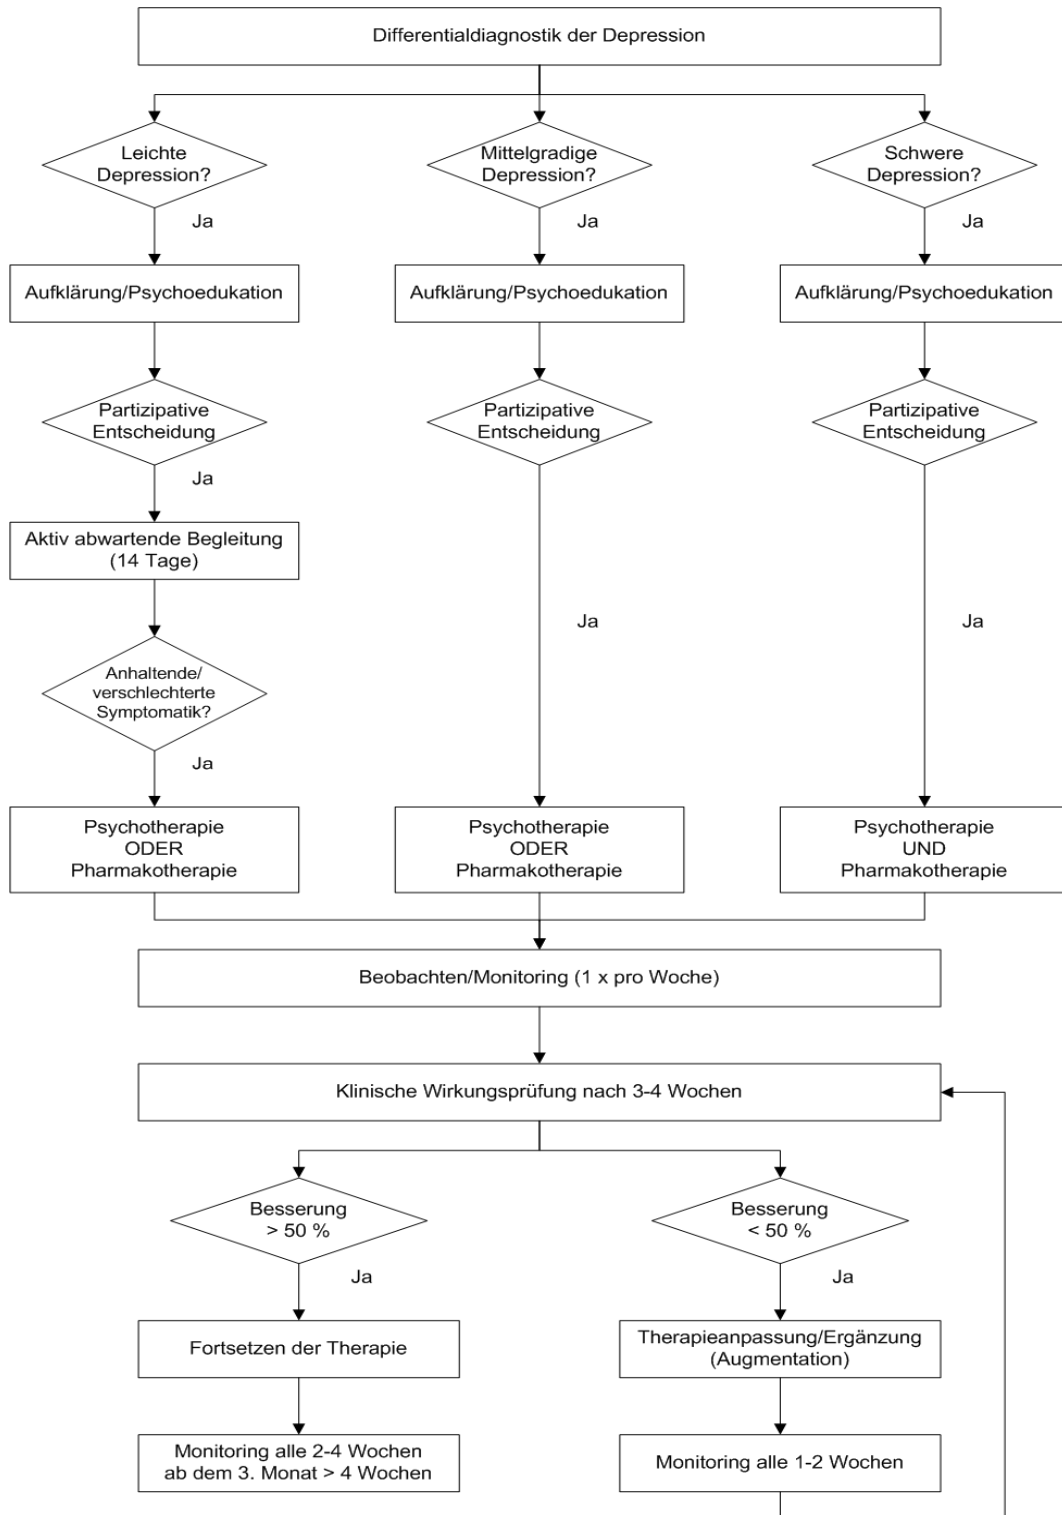 Differentialdiagnostik der Depression
Leichte
Depression?
Mittelgradige
Depression?
Schwere
Depression?
Ja
Ja
Ja
Aufklärung/Psychoedukation
Aufklärung/Psychoedukation
Aufklärung/Psychoedukation
Partizipative
Entscheidung
Partizipative
Entscheidung
Partizipative
Entscheidung
Ja
Aktiv abwartende Begleitung
(14 Tage)
Ja
Ja
Anhaltende/
verschlechterte
Symptomatik?
Ja
Psychotherapie
ODER
Pharmakotherapie
Psychotherapie
ODER
Pharmakotherapie
Psychotherapie
UND
Pharmakotherapie
Beobachten/Monitoring (1 x pro Woche)
Klinische Wirkungsprüfung nach 3-4 Wochen
Besserung
> 50 %
Besserung
< 50 %
Ja
Ja
Fortsetzen der Therapie
Therapieanpassung/Ergänzung
(Augmentation)
Monitoring alle 2-4 Wochen
ab dem 3. Monat > 4 Wochen
Monitoring alle 1-2 Wochen